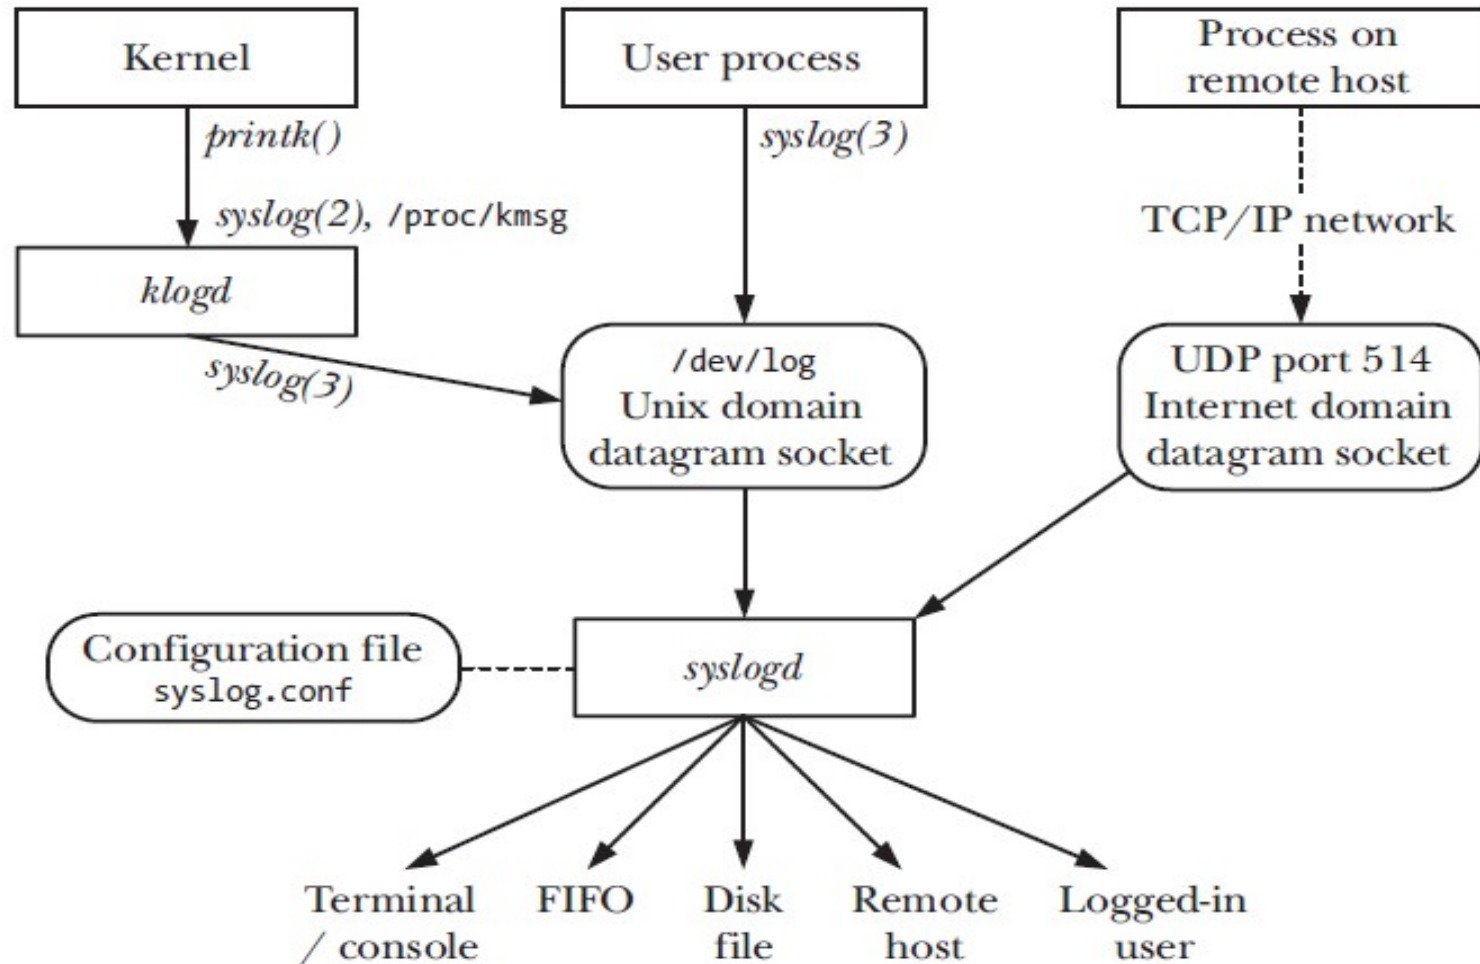 Kernel
User process
Process on
remote host
printk()
syslog(3)
syslog(2), /proc/kmsg
TCP/IP network
klogd
syslog(3)
/dev/log
Unix domain
datagram socket
UDP port 514
Internet domain
datagram socket
Configuration file
syslog.conf
syslogd
Terminal
/ console
FIFO
Disk
file
Remote
host
Logged-in
user